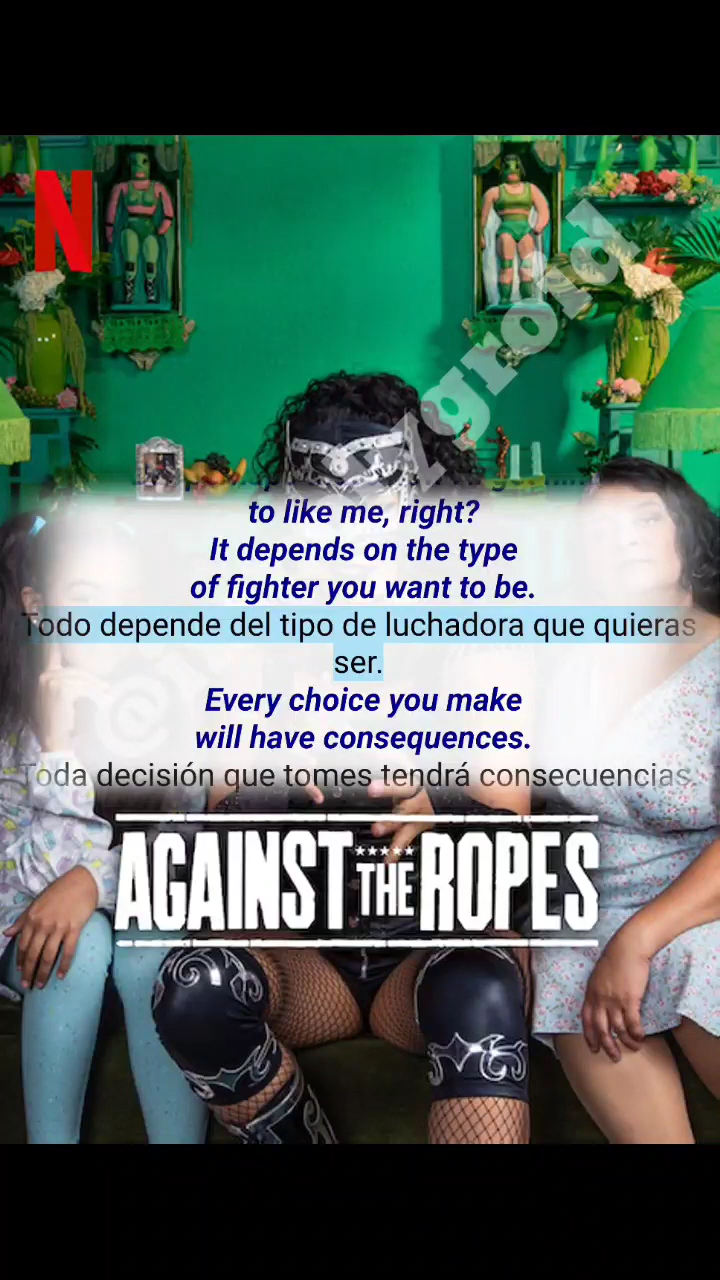 N
to like me, right?
It depends on the type
of fighter you want to be.
Todo depende del tipo de luchadora que quieras
ser.
Every choice you make
will have consequences.
Toda decisión que tomes tendrá consecuencias.
AGAINST THE ROPES